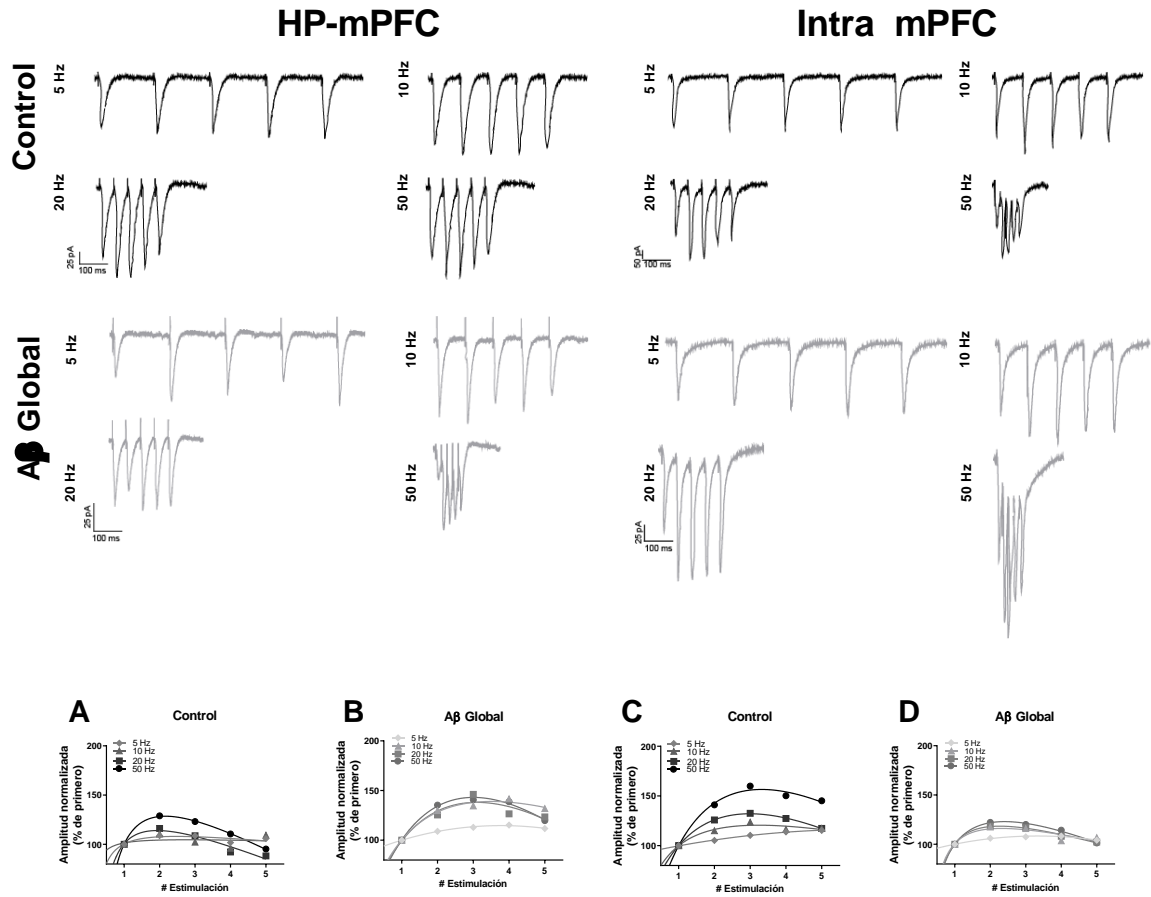 HP-mPFC
Intra mPFC
Control
5 Hz
10 Hz
5 Hz
10 Hz
20 Hz
50 Hz
20 Hz
50 Hz
25 pA
100 ms
50 pA
100 ms
Aβ Global
5 Hz
10 Hz
5 Hz
10 Hz
20 Hz
50 Hz
20 Hz
50 Hz
25 pA
100 ms
25 pA
100 ms
A
Control
Amplitud normalizada
(% de primero)
200
150
100
5 Hz
10 Hz
20 Hz
50 Hz
1 2 3 4 5
# Estimulación
B
Aβ Global
Amplitud normalizada
(% de primero)
200
150
100
5 Hz
10 Hz
20 Hz
50 Hz
1 2 3 4 5
# Estimulación
C
Control
Amplitud normalizada
(% de primero)
200
150
100
5 Hz
10 Hz
20 Hz
50 Hz
1 2 3 4 5
# Estimulación
D
Aβ Global
Amplitud normalizada
(% de primero)
200
150
100
5 Hz
10 Hz
20 Hz
50 Hz
1 2 3 4 5
# Estimulación